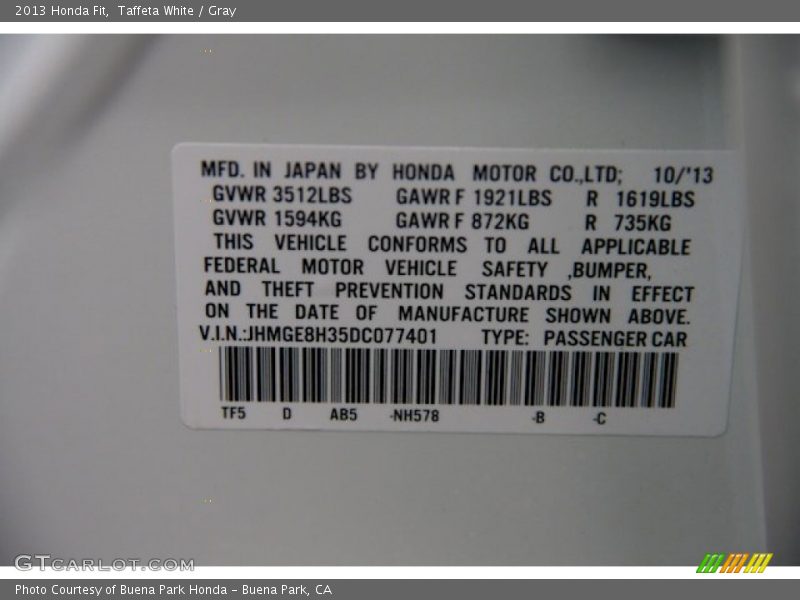 2013 Honda Fit, Taffeta White / Gray
MFD. IN JAPAN BY HONDA MOTOR CO.,LTD; 10/'13
GVWR 3512LBS GAWR F 1921LBS R 1619LBS
GVWR 1594KG GAWR F 872KG R 735KG
THIS VEHICLE CONFORMS TO ALL APPLICABLE
FEDERAL MOTOR VEHICLE SAFETY ,BUMPER,
AND THEFT PREVENTION STANDARDS IN EFFECT
ON THE DATE OF MANUFACTURE SHOWN ABOVE.
V.I.N.:JHMGE8H35DC077401 TYPE: PASSENGER CAR
TF5 D AB5 -NH578 -B -C
GTCARLOT.COM
Photo Courtesy of Buena Park Honda - Buena Park, CA